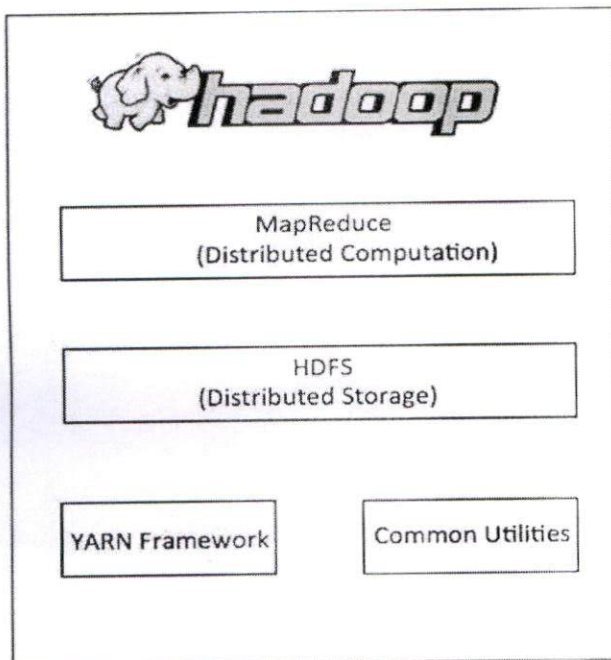 hadoop
MapReduce
(Distributed Computation)
HDFS
(Distributed Storage)
YARN Framework
Common Utilities